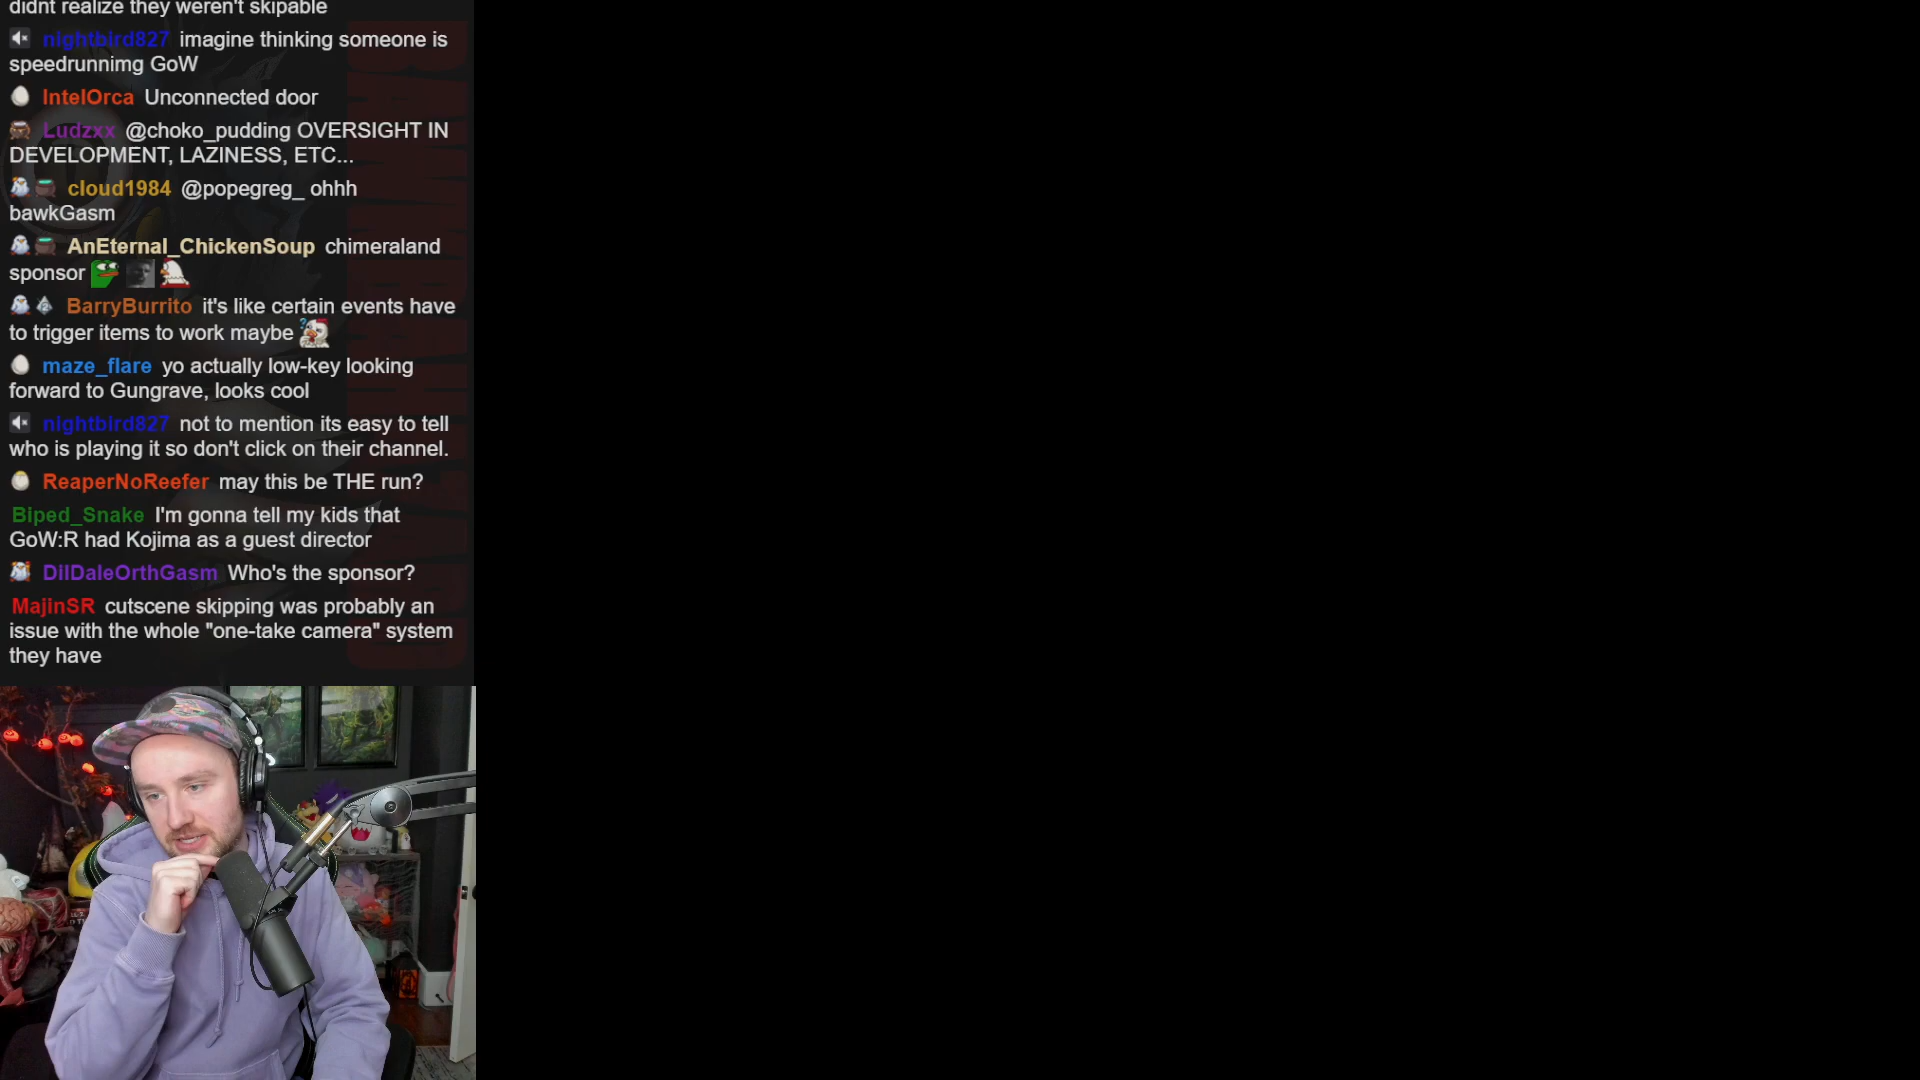 didnt realize they weren't skipable
nightbird827 imagine thinking someone is
speedrunnimg GoW
IntelOrca Unconnected door
Ludzxx @choko_pudding OVERSIGHT IN
DEVELOPMENT, LAZINESS, ETC...
cloud1984 @popegreg_ ohhh
bawkGasm
AnEternal_ChickenSoup chimeraland
sponsor
BarryBurrito it's like certain events have
to trigger items to work maybe
maze_flare yo actually low-key looking
forward to Gungrave, looks cool
nightbird827 not to mention its easy to tell
who is playing it so don't click on their channel.
ReaperNoReefer may this be THE run?
Biped_Snake I'm gonna tell my kids that
GoW:R had Kojima as a guest director
DilDaleOrthGasm Who's the sponsor?
MajinSR cutscene skipping was probably an
issue with the whole "one-take camera" system
they have